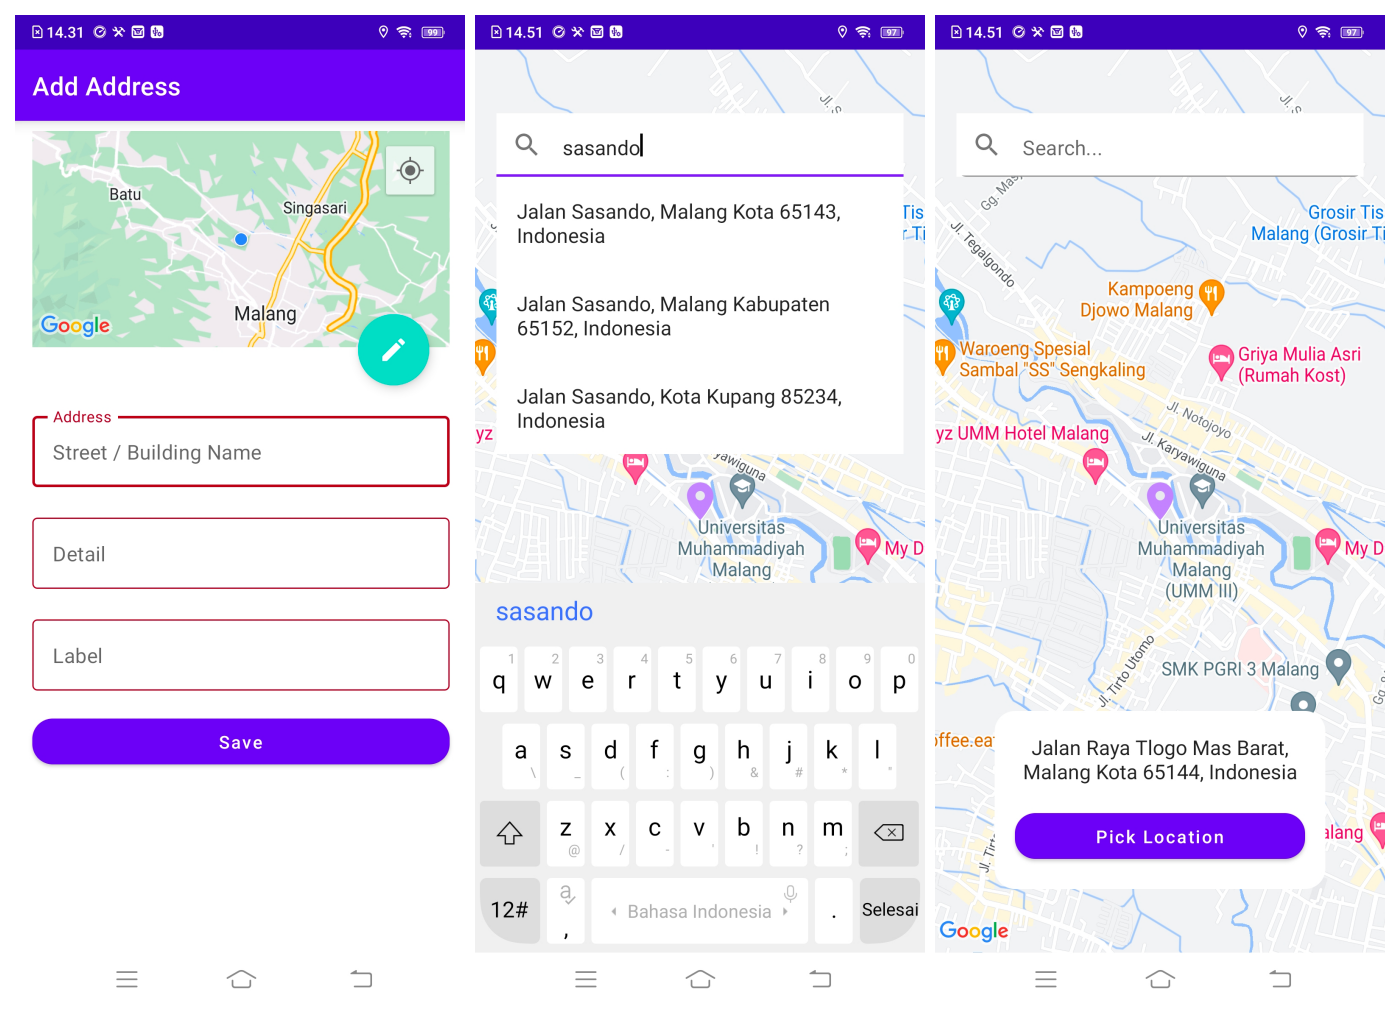 14.31
99
Add Address
Batu
Singasari
Malang
Google
Address
Street / Building Name
Detail
Label
Save
14.51
97
Jl. S
sasando
Jalan Sasando, Malang Kota 65143,
Indonesia
Jalan Sasando, Malang Kabupaten
65152, Indonesia
Jalan Sasando, Kota Kupang 85234,
Indonesia
Tis
r Ti
yz
yawiguna
Universitas
Muhammadiyah
Malang
My D
sasando
1 2 3 4 5 6 7 8 9 0
q w e r t y u i o p
a s d f g h j k l
\ _ ( : ) & # * "
z x c v b n m
@ / - ' ! ? ;
12# a , Bahasa Indonesia . Selesai
14.51
97
Jl. S
Search...
Gg. Mas
Grosir Tis
Malang (Grosir Ti
Jl. Tegalgondo
Kampoeng
Djowo Malang
Waroeng Spesial
Sambal "SS" Sengkaling
Griya Mulia Asri
(Rumah Kost)
Jl. Notojoyo
yz UMM Hotel Malang
Jl. Karyawiguna
Universitas
Muhammadiyah
Malang
(UMM III)
My D
Jl. Tirto Utomo
SMK PGRI 3 Malang
Gg.
offee.ea
Jalan Raya Tlogo Mas Barat,
Malang Kota 65144, Indonesia
Pick Location
alang
Jl. Tirt
Google